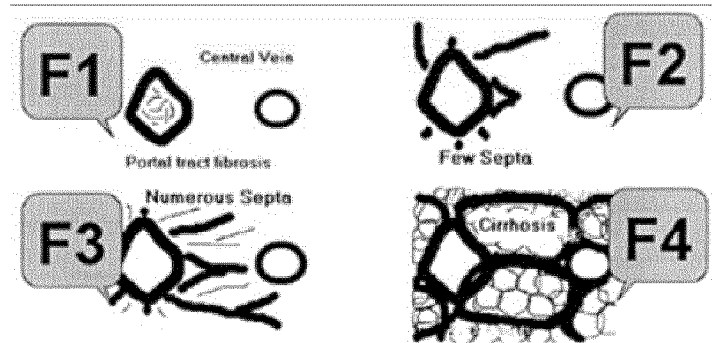 F1
Central Vein
Portal tract fibrosis
F2
Few Septa
Numerous Septa
F3
Cirrhosis
F4